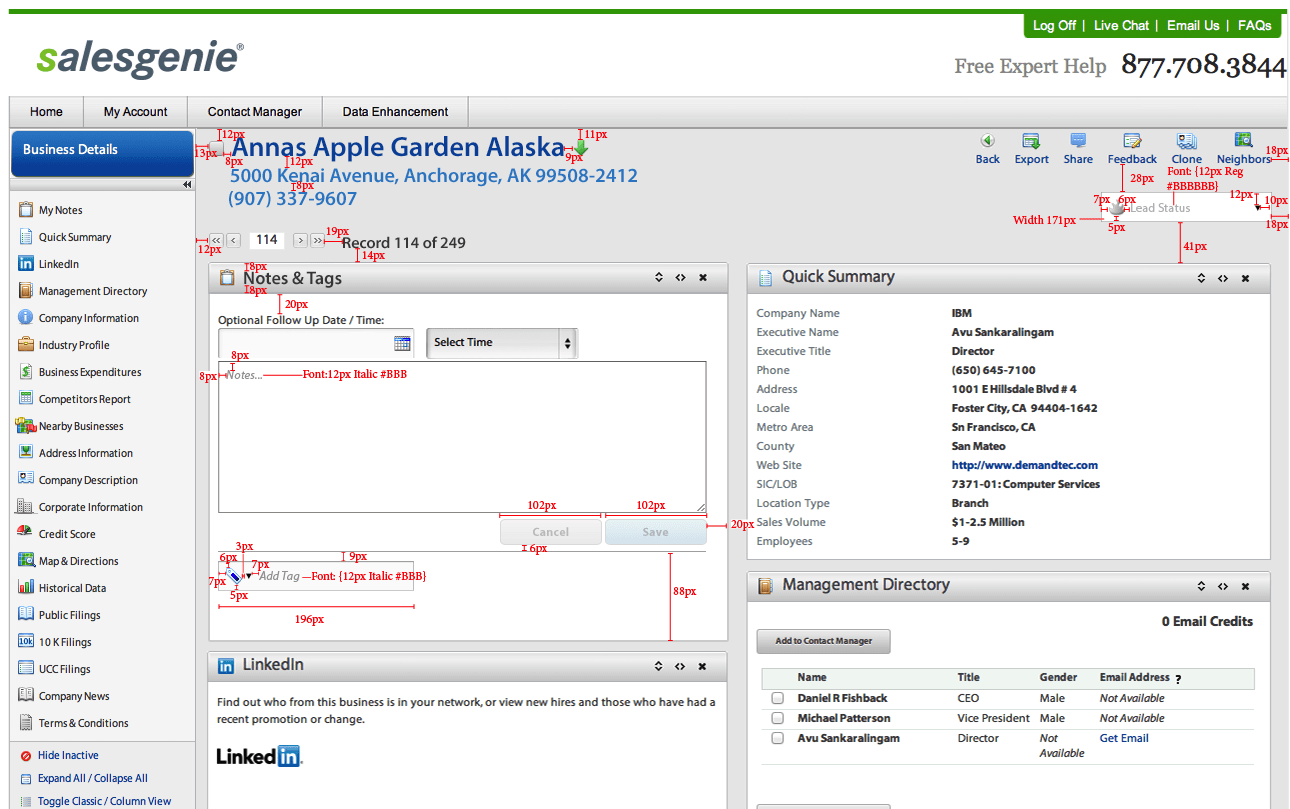 Log Off | Live Chat | Email Us | FAQs
salesgenie®
Free Expert Help 877.708.3844
Home
My Account
Contact Manager
Data Enhancement
Business Details
My Notes
Quick Summary
LinkedIn
Management Directory
Company Information
Industry Profile
Business Expenditures
Competitors Report
Nearby Businesses
Address Information
Company Description
Corporate Information
Credit Score
Map & Directions
Historical Data
Public Filings
10k 10 K Filings
UCC Filings
Company News
Terms & Conditions
Hide Inactive
Expand All / Collapse All
Toggle Classic / Column View
12px
11px
13px
8px
Annas Apple Garden Alaska
9px
12px
5000 Kenai Avenue, Anchorage, AK 99508-2412
8px
(907) 337-9607
Back
Export
Share
Feedback
Clone
Neighbors
18px
28px
Font: {12px Reg
#BBBBBB}
7px
6px
12px
10px
Lead Status
Width 171px
5px
18px
41px
12px
114
19px
Record 114 of 249
14px
8px
Notes & Tags
8px
20px
Optional Follow Up Date / Time:
Select Time
8px
8px
Notes...
Font:12px Italic #BBB
102px
102px
Cancel
Save
20px
6px
3px
6px
7px
9px
7px
Add Tag
Font: {12px Italic #BBB}
5px
88px
196px
in LinkedIn
Find out who from this business is in your network, or view new hires and those who have had a
recent promotion or change.
LinkedIn
Quick Summary
Company Name IBM
Executive Name Avu Sankaralingam
Executive Title Director
Phone (650) 645-7100
Address 1001 E Hillsdale Blvd # 4
Locale Foster City, CA 94404-1642
Metro Area Sn Francisco, CA
County San Mateo
Web Site http://www.demandtec.com
SIC/LOB 7371-01: Computer Services
Location Type Branch
Sales Volume $1-2.5 Million
Employees 5-9
Management Directory
0 Email Credits
Add to Contact Manager
Name Title Gender Email Address ?
Daniel R Fishback CEO Male Not Available
Michael Patterson Vice President Male Not Available
Avu Sankaralingam Director Not Available Get Email